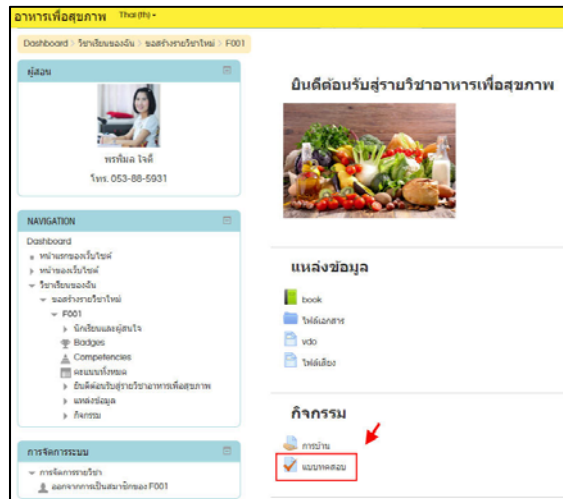 อาหารเพื่อสุขภาพ Thai (th)
Dashboard วิชาเรียนของฉัน ขอสร้างรายวิชาใหม่ F001
ผู้สอน
พรพิมล ใจดี
โทร. 053-88-5931
NAVIGATION
Dashboard
หน้าแรกของเว็บไซต์
หน้าของเว็บไซต์
วิชาเรียนของฉัน
ขอสร้างรายวิชาใหม่
F001
นักเรียนและผู้สนใจ
Badges
Competencies
คะแนนทั้งหมด
ยินดีต้อนรับสู่รายวิชาอาหารเพื่อสุขภาพ
แหล่งข้อมูล
กิจกรรม
การจัดการระบบ
การจัดการรายวิชา
ออกจากการเป็นสมาชิกของ F001
ยินดีต้อนรับสู่รายวิชาอาหารเพื่อสุขภาพ
แหล่งข้อมูล
book
ไฟล์เอกสาร
vdo
ไฟล์เสียง
กิจกรรม
การบ้าน
แบบทดสอบ